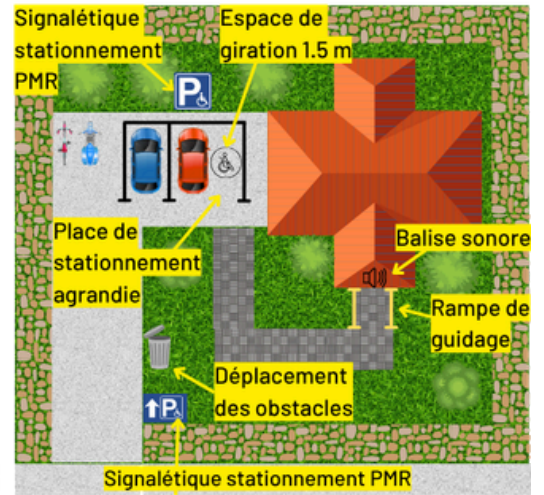 Signalétique
stationnement
PMR
Espace de
giration 1.5 m
P
Place de
stationnement
agrandie
Balise sonore
Rampe de
guidage
Déplacement
des obstacles
P
Signalétique stationnement PMR